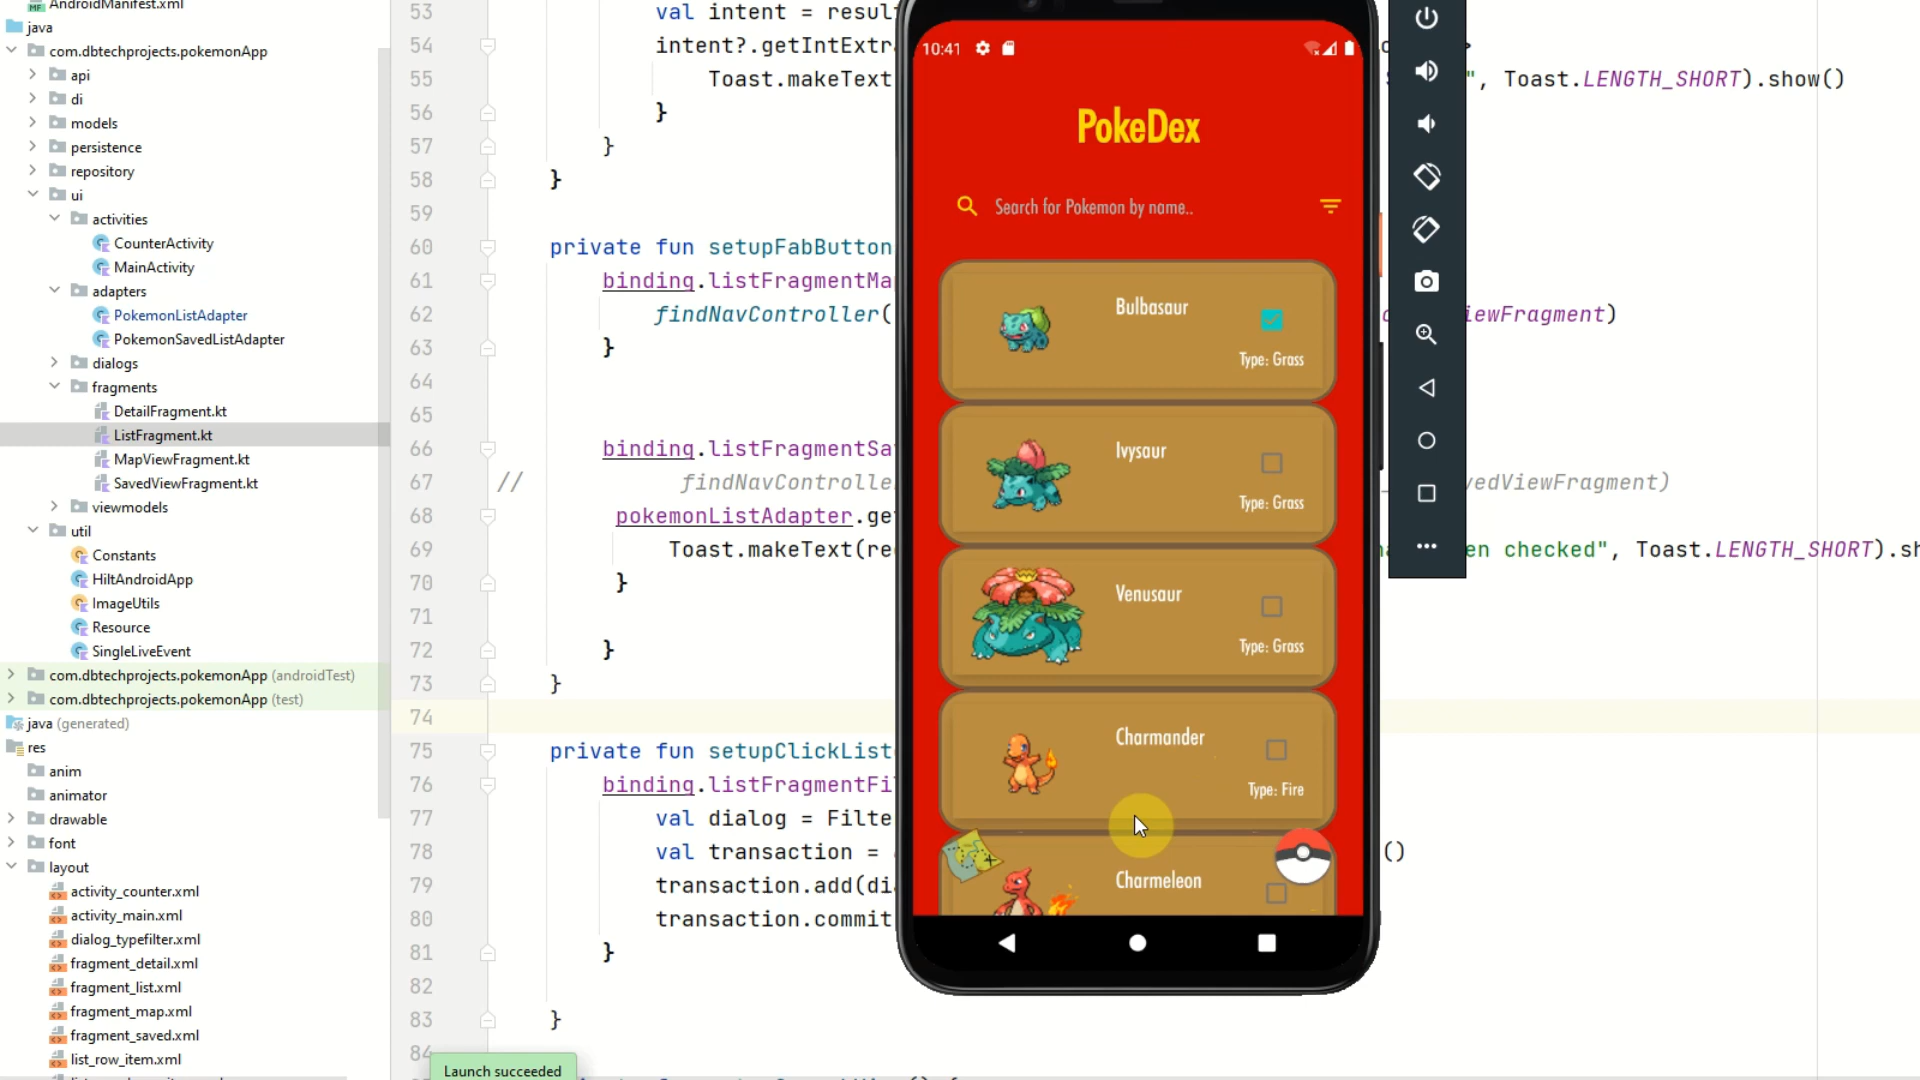 AndroidManifest.xml
java
com.dbtechprojects.pokemonApp
api
di
models
persistence
repository
ui
activities
CounterActivity
MainActivity
adapters
PokemonListAdapter
PokemonSavedListAdapter
dialogs
fragments
DetailFragment.kt
ListFragment.kt
MapViewFragment.kt
SavedViewFragment.kt
viewmodels
util
Constants
HiltAndroidApp
ImageUtils
Resource
SingleLiveEvent
com.dbtechprojects.pokemonApp (androidTest)
com.dbtechprojects.pokemonApp (test)
java (generated)
res
anim
animator
drawable
font
layout
activity_counter.xml
activity_main.xml
dialog_typefilter.xml
fragment_detail.xml
fragment_list.xml
fragment_map.xml
fragment_saved.xml
list_row_item.xml
53 val intent = resul
54 intent?.getIntExtr
55 Toast.makeText ", Toast.LENGTH_SHORT).show()
56 }
57 }
58 }
59
60 private fun setupFabButton
61 binding.listFragmentMa
62 findNavController( iewFragment)
63 }
64
65
66 binding.listFragmentSa
67 // findNavControlle vedViewFragment)
68 pokemonListAdapter.ge
69 Toast.makeText(re en checked", Toast.LENGTH_SHORT).sh
70 }
71
72 }
73 }
74
75 private fun setupClickList
76 binding.listFragmentFi
77 val dialog = Filte
78 val transaction = ()
79 transaction.add(di
80 transaction.commit
81 }
82
83 }
84
Launch succeeded
10:41
PokeDex
Search for Pokemon by name..
Bulbasaur
Type: Grass
Ivysaur
Type: Grass
Venusaur
Type: Grass
Charmander
Type: Fire
Charmeleon